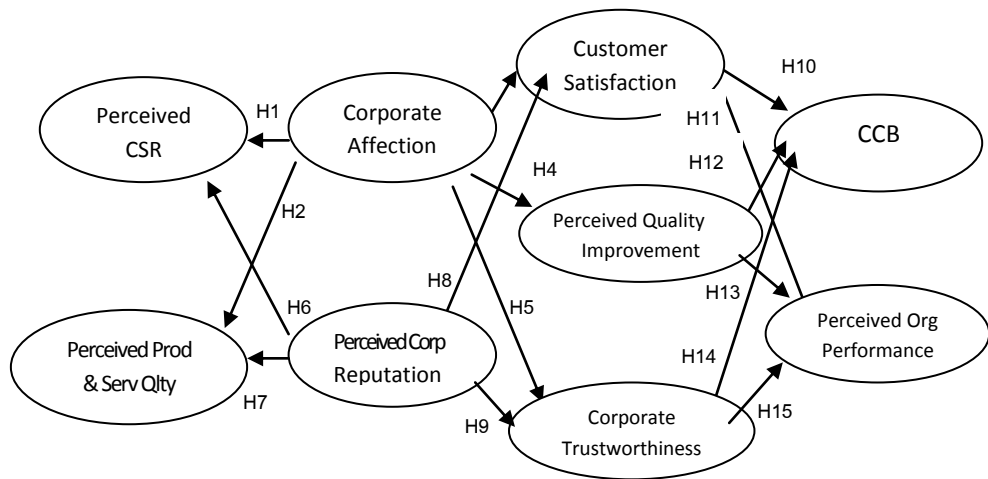 Customer
Satisfaction
H10
Perceived
CSR
H1
Corporate
Affection
H11
CCB
H12
H4
H2
Perceived Quality
Improvement
H8
H6
H5
H13
Perceived Prod
& Serv Qlty
H7
Perceived Corp
Reputation
Perceived Org
Performance
H14
H9
Corporate
Trustworthiness
H15